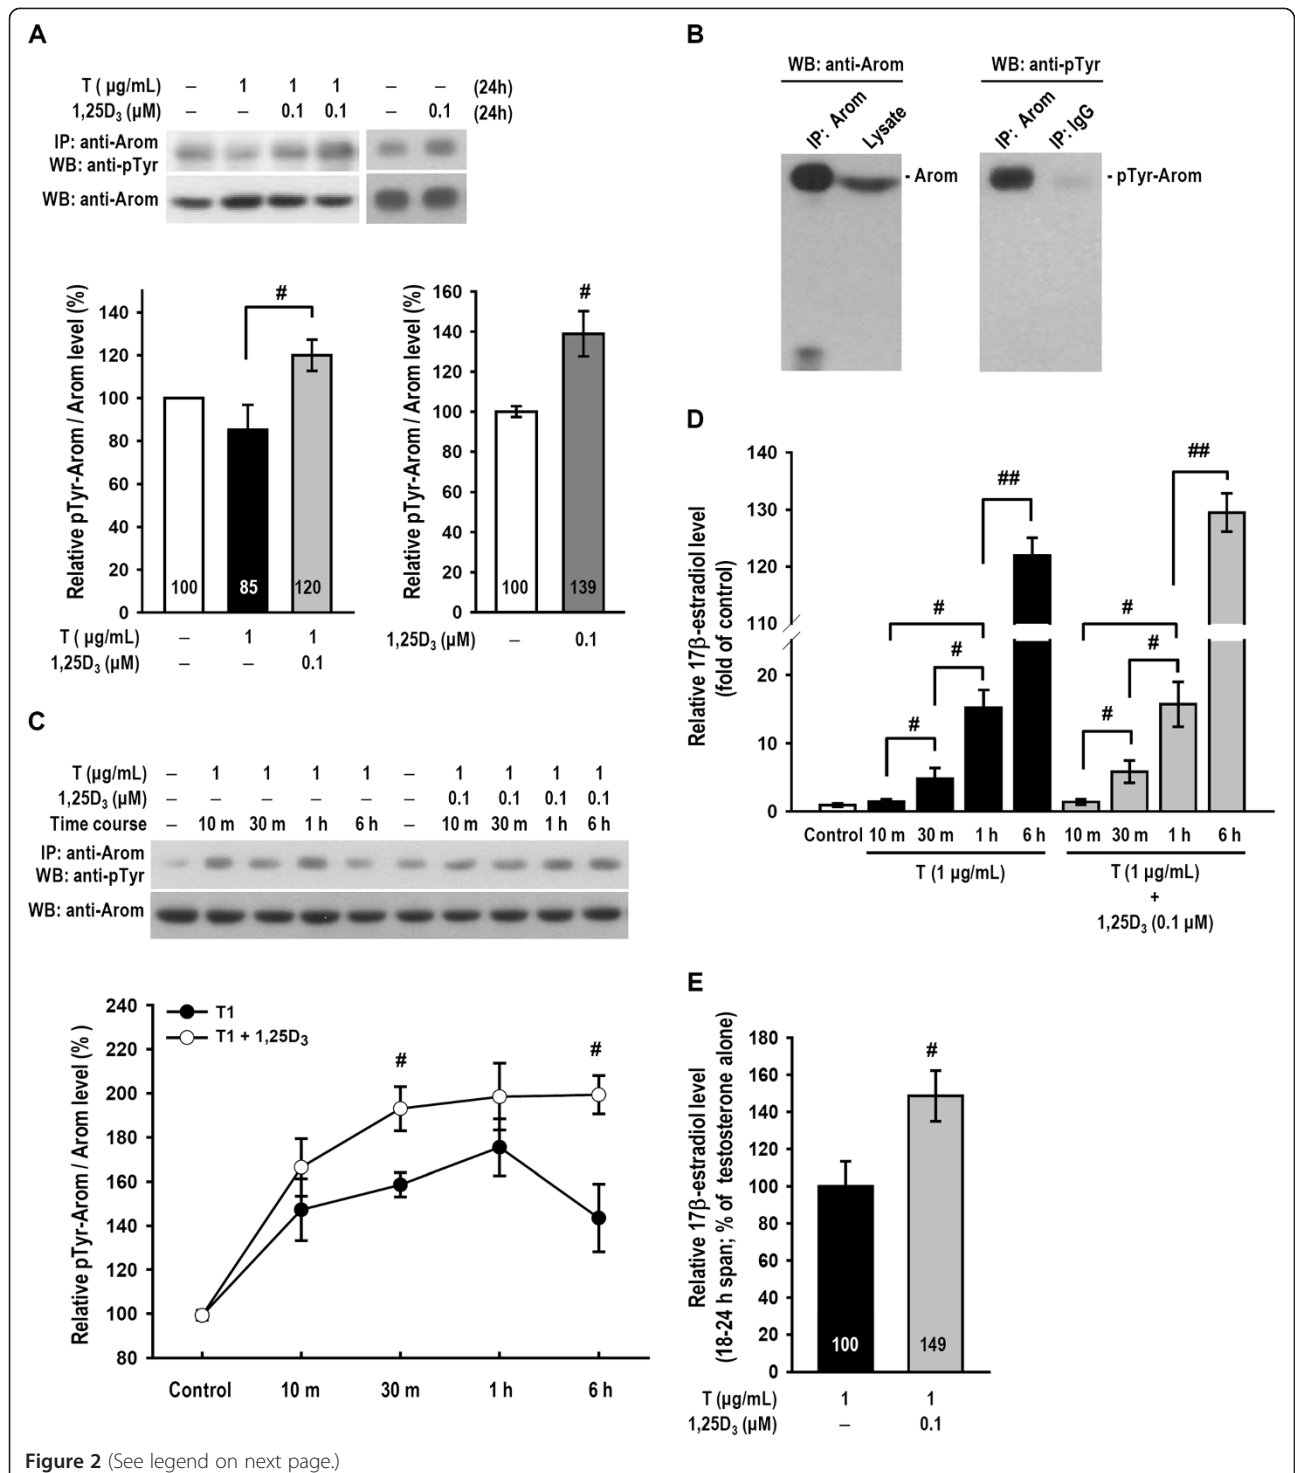 A
T ( µg/mL) – 1 1 1 – – (24h)
1,25D₃ (µM) – – 0.1 0.1 – 0.1 (24h)
IP: anti-Arom
WB: anti-pTyr
WB: anti-Arom
Relative pTyr-Arom / Arom level (%)
140
120
100
80
60
40
20
0
#
100 85 120
T ( µg/mL) – 1 1
1,25D₃ (µM) – – 0.1
Relative pTyr-Arom / Arom level (%)
160
140
120
100
80
60
40
20
0
#
100 139
1,25D₃ (µM) – 0.1
B
WB: anti-Arom
IP: Arom
Lysate
- Arom
WB: anti-pTyr
IP: Arom
IP: IgG
- pTyr-Arom
C
T (µg/mL) – 1 1 1 1 – 1 1 1 1
1,25D₃ (µM) – – – – – – 0.1 0.1 0.1 0.1
Time course – 10 m 30 m 1 h 6 h – 10 m 30 m 1 h 6 h
IP: anti-Arom
WB: anti-pTyr
WB: anti-Arom
Relative pTyr-Arom / Arom level (% )
240
220
200
180
160
140
120
100
80
T1
T1 + 1,25D₃
# #
Control 10 m 30 m 1 h 6 h
D
Relative 17β-estradiol level
(fold of control)
140
130
120
110
20
10
0
# # # ##
# # # ##
Control 10 m 30 m 1 h 6 h 10 m 30 m 1 h 6 h
T (1 µg/mL)
T (1 µg/mL)
+
1,25D₃ (0.1 µM)
E
Relative 17β-estradiol level
(18-24 h span; % of testosterone alone)
180
160
140
120
100
80
60
40
20
0
#
100 149
T (µg/mL) 1 1
1,25D₃ (µM) – 0.1
Figure 2 (See legend on next page.)